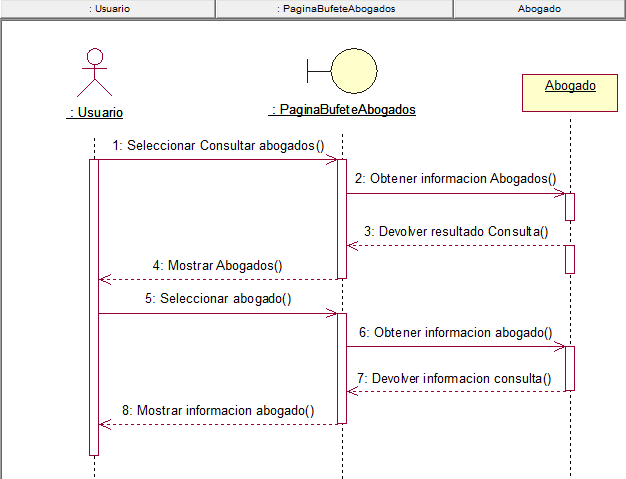 : Usuario
: PaginaBufeteAbogados
Abogado
: Usuario
: PaginaBufeteAbogados
Abogado
1: Seleccionar Consultar abogados()
2: Obtener informacion Abogados()
3: Devolver resultado Consulta()
4: Mostrar Abogados()
5: Seleccionar abogado()
6: Obtener informacion abogado()
7: Devolver informacion consulta()
8: Mostrar informacion abogado()